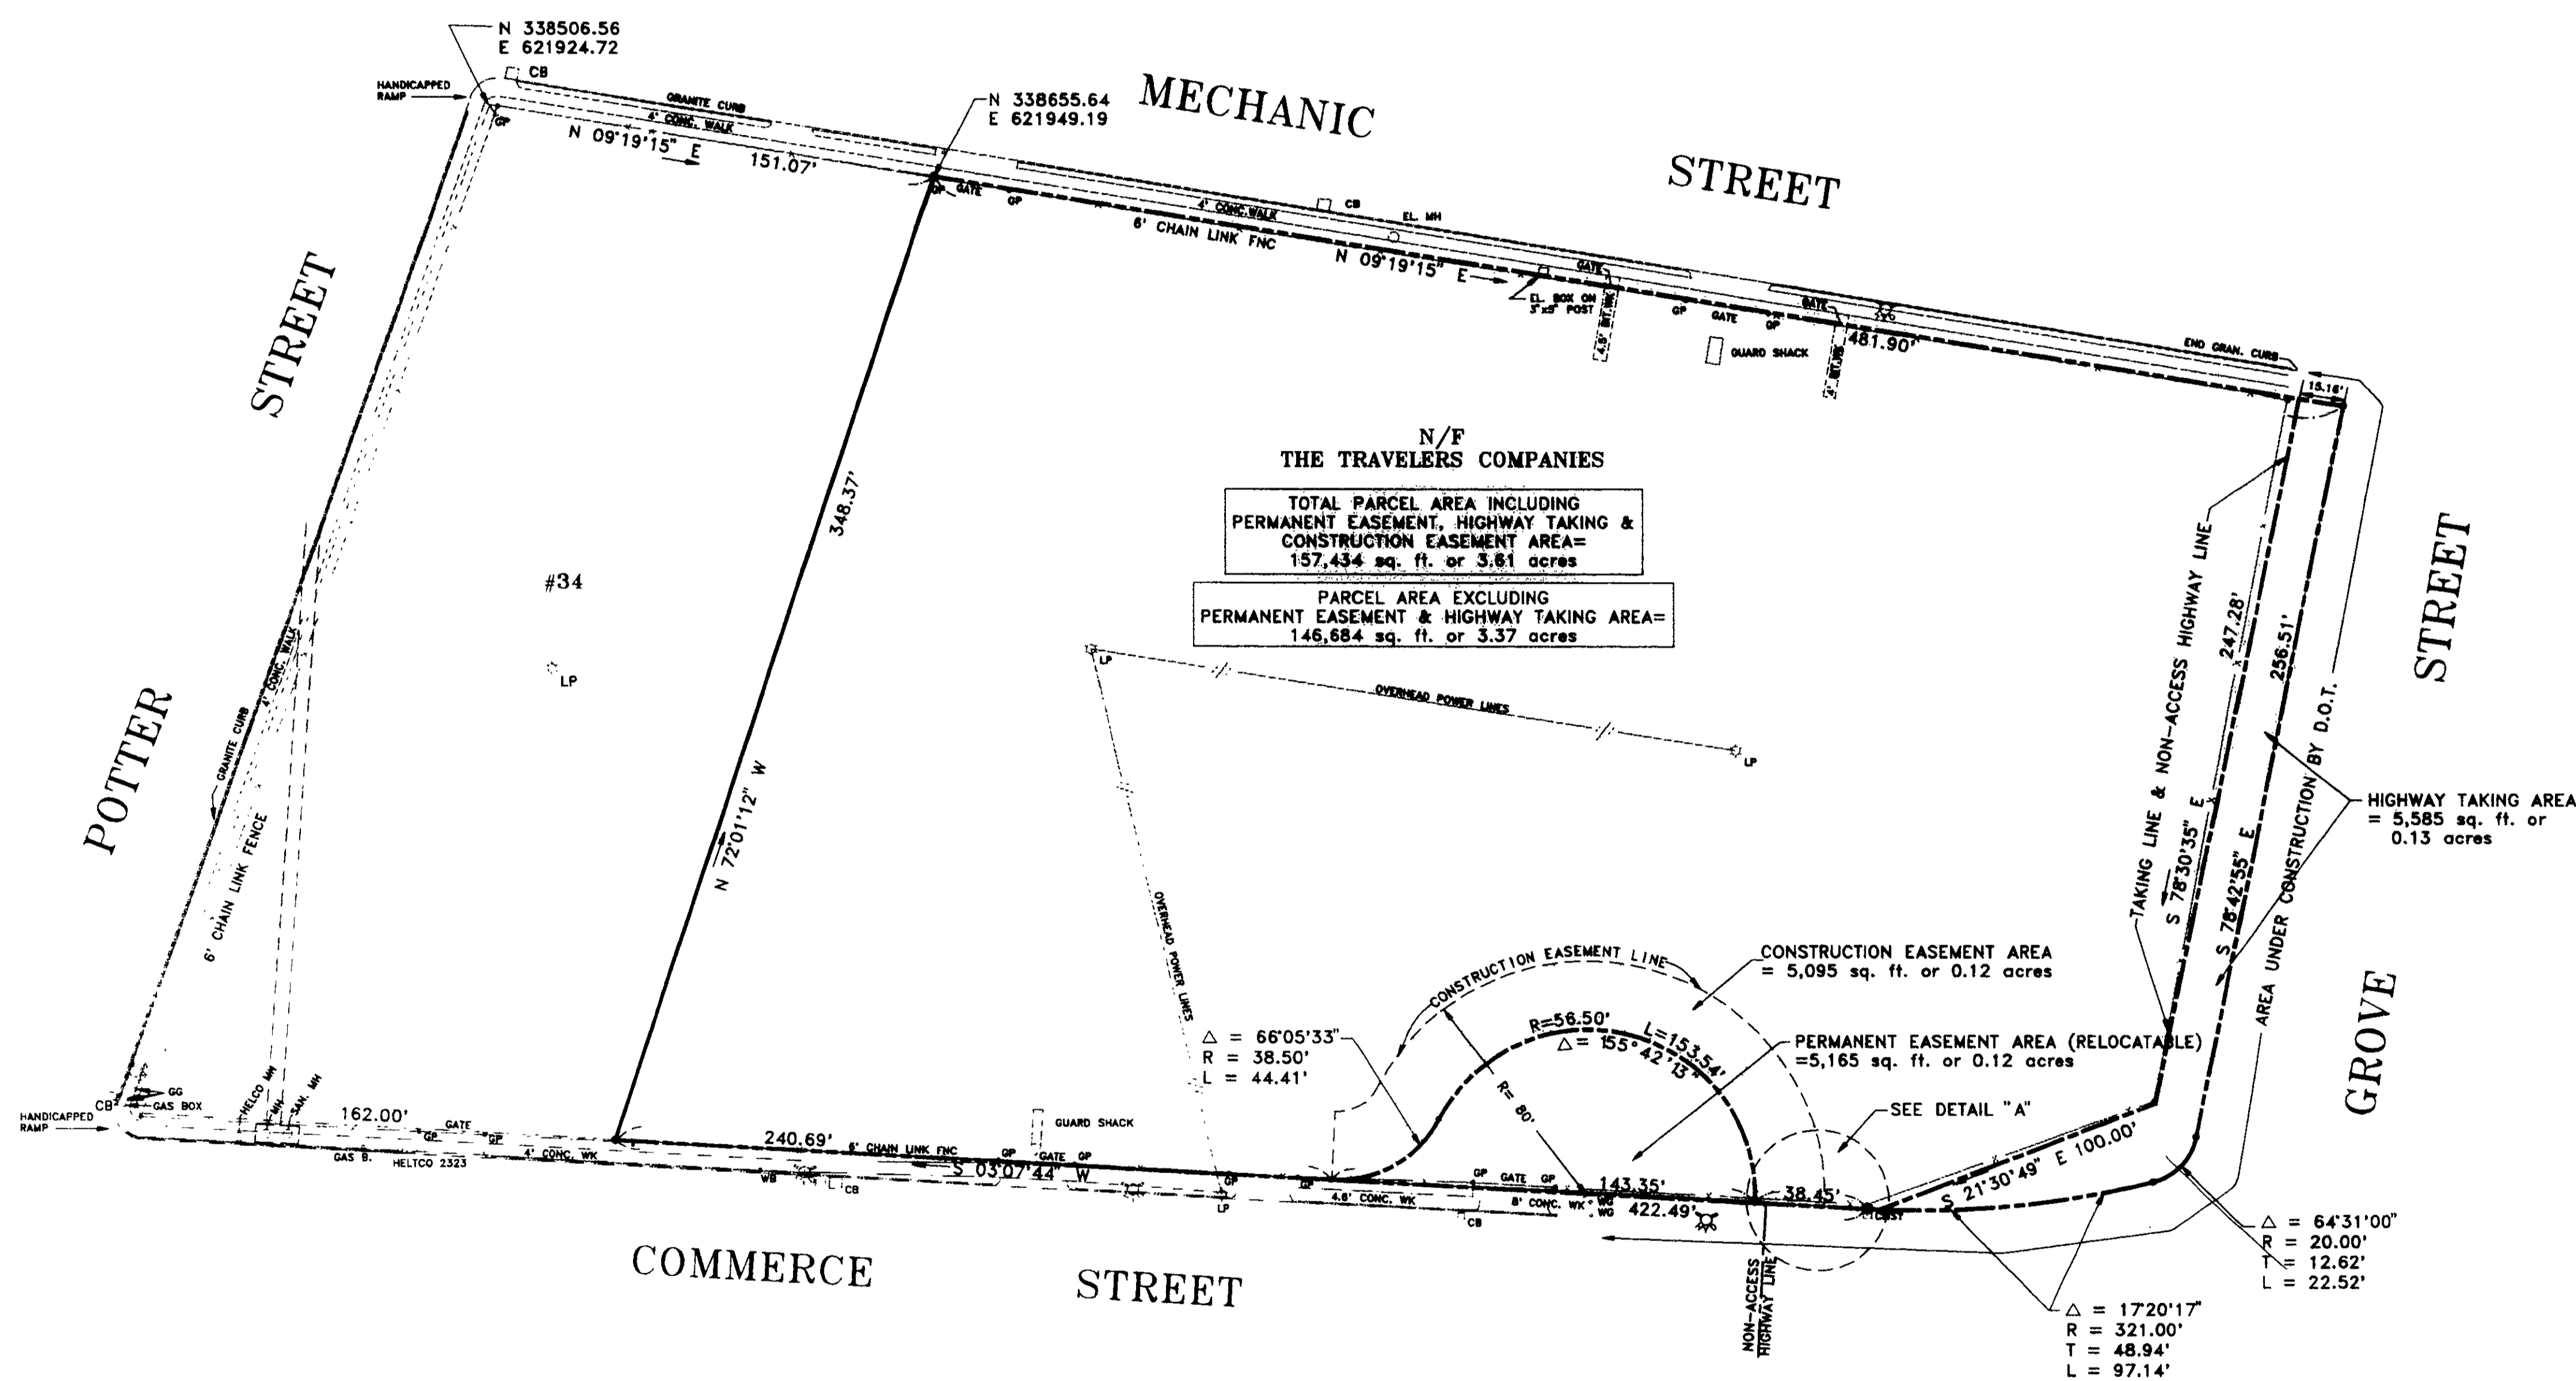 N 338506.56
E 621924.72
CB
HANDICAPPED
RAMP
GRANITE CURB
4' CONC. WALK
GP
N 09°19'15" E
151.07'
N 338655.64
E 621949.19
MECHANIC
STREET
GP
GATE
GP
4' CONC.WALK
CB
EL. MH
6' CHAIN LINK FNC
N 09°19'15" E
EL. BOX ON
3"x5" POST
GATE
4.5' BIT.WK
GP
GATE
GP
GATE
GUARD SHACK
481.90'
END GRAN. CURB
15.16'
N/F
THE TRAVELERS COMPANIES
TOTAL PARCEL AREA INCLUDING
PERMANENT EASEMENT, HIGHWAY TAKING &
CONSTRUCTION EASEMENT AREA=
157,434 sq. ft. or 3.61 acres
PARCEL AREA EXCLUDING
PERMANENT EASEMENT & HIGHWAY TAKING AREA=
146,684 sq. ft. or 3.37 acres
POTTER
STREET
#34
LP
348.37'
N 72°01'12" W
4' CONC. WALK
GRANITE CURB
6' CHAIN LINK FENCE
LP
OVERHEAD POWER LINES
LP
OVERHEAD POWER LINES
TAKING LINE & NON-ACCESS HIGHWAY LINE
247.28'
S 78°30'35" E
256.51'
S 78°42'55" E
AREA UNDER CONSTRUCTION BY D.O.T.
GROVE
STREET
HIGHWAY TAKING AREA
= 5,585 sq. ft. or
0.13 acres
CONSTRUCTION EASEMENT LINE
CONSTRUCTION EASEMENT AREA
= 5,095 sq. ft. or 0.12 acres
PERMANENT EASEMENT AREA (RELOCATABLE)
=5,165 sq. ft. or 0.12 acres
△ = 66°05'33"
R = 38.50'
L = 44.41'
R=56.50'
L=153.54'
△= 155°42'13"
R= 80'
SEE DETAIL "A"
CB
GG
GAS BOX
HANDICAPPED
RAMP
HELCO MH
MH
SAN. MH
162.00'
GATE
GP
GP
GAS B.
HELTCO 2323
4' CONC. WK
240.69'
6' CHAIN LINK FNC
GUARD SHACK
GP
GATE
GP
S 03°07'44" W
WB
CB
GP
LP
GP
4.6' CONC. WK
GP
GATE
GP
8' CONC. WK
WG
WG
CB
143.35'
422.49'
38.45'
S 21°30'49" E 100.00'
NON-ACCESS
HIGHWAY LINE
COMMERCE
STREET
△ = 64°31'00"
R = 20.00'
T = 12.62'
L = 22.52'
△ = 17°20'17"
R = 321.00'
T = 48.94'
L = 97.14'